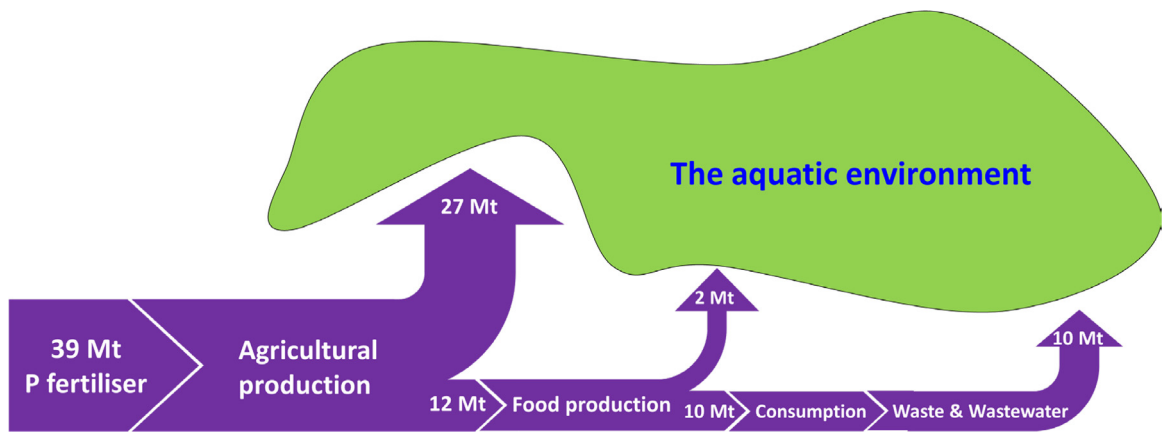 The aquatic environment
27 Mt
2 Mt
10 Mt
39 Mt
P fertiliser
Agricultural
production
12 Mt
Food production
10 Mt
Consumption
Waste & Wastewater